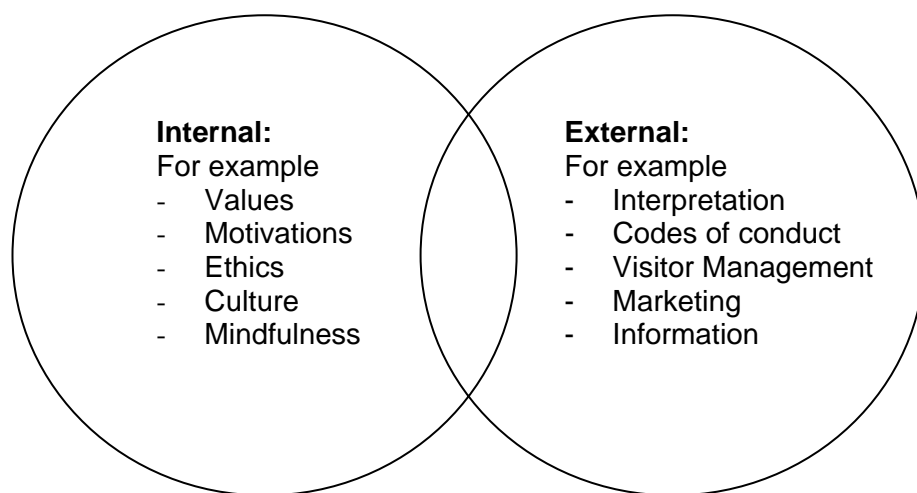 Internal:
For example
- Values
- Motivations
- Ethics
- Culture
- Mindfulness
External:
For example
- Interpretation
- Codes of conduct
- Visitor Management
- Marketing
- Information